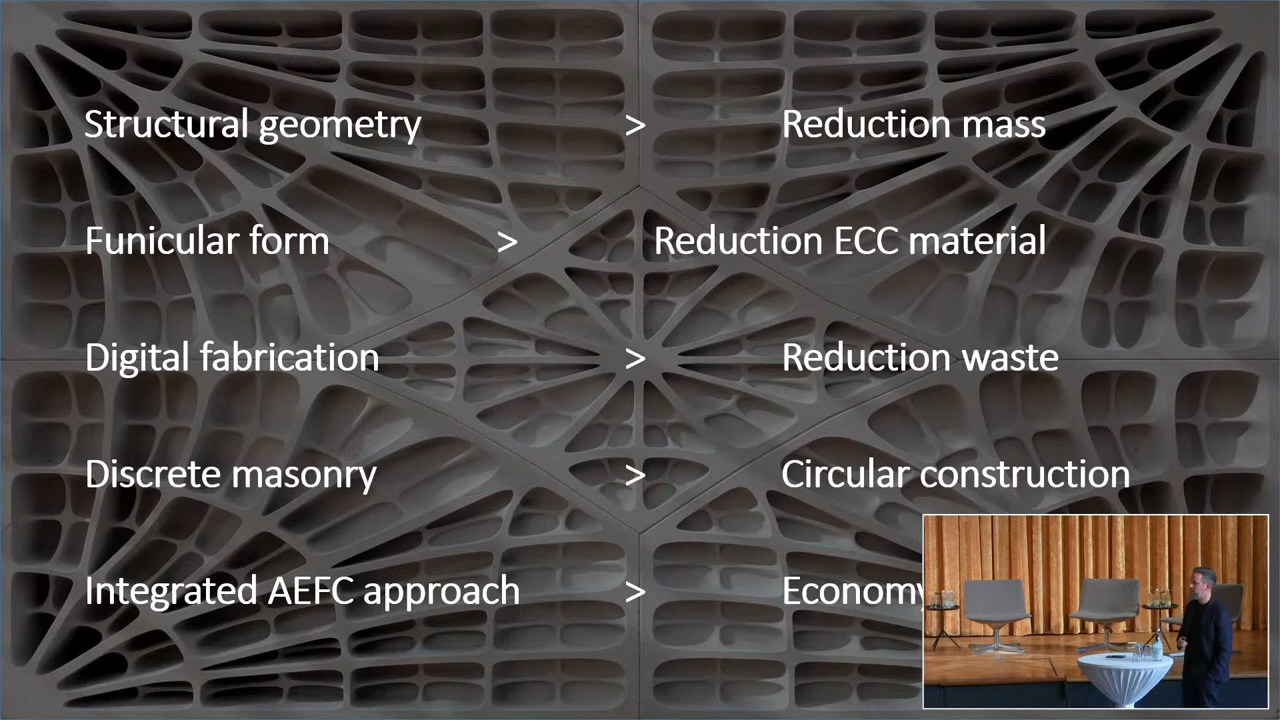 Structural geometry > Reduction mass
Funicular form > Reduction ECC material
Digital fabrication > Reduction waste
Discrete masonry > Circular construction
Integrated AEFC approach > Economy